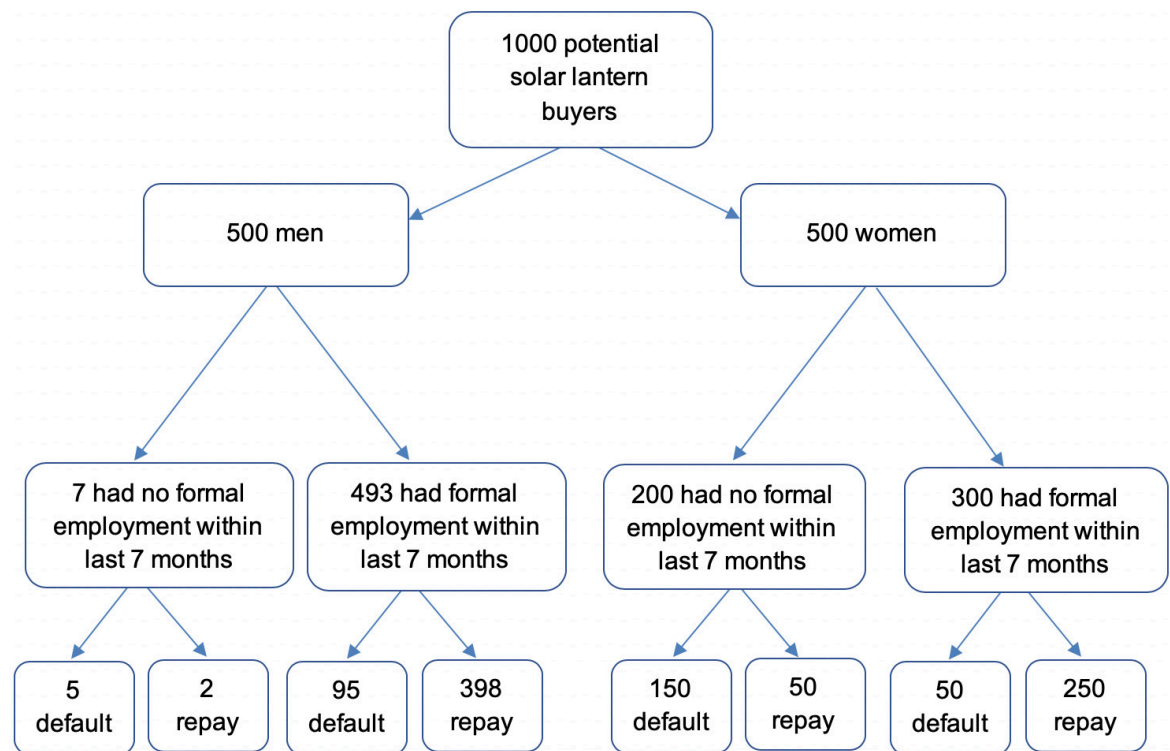 1000 potential
solar lantern
buyers
500 men
500 women
7 had no formal
employment within
last 7 months
493 had formal
employment within
last 7 months
200 had no formal
employment within
last 7 months
300 had formal
employment within
last 7 months
5
default
2
repay
95
default
398
repay
150
default
50
repay
50
default
250
repay